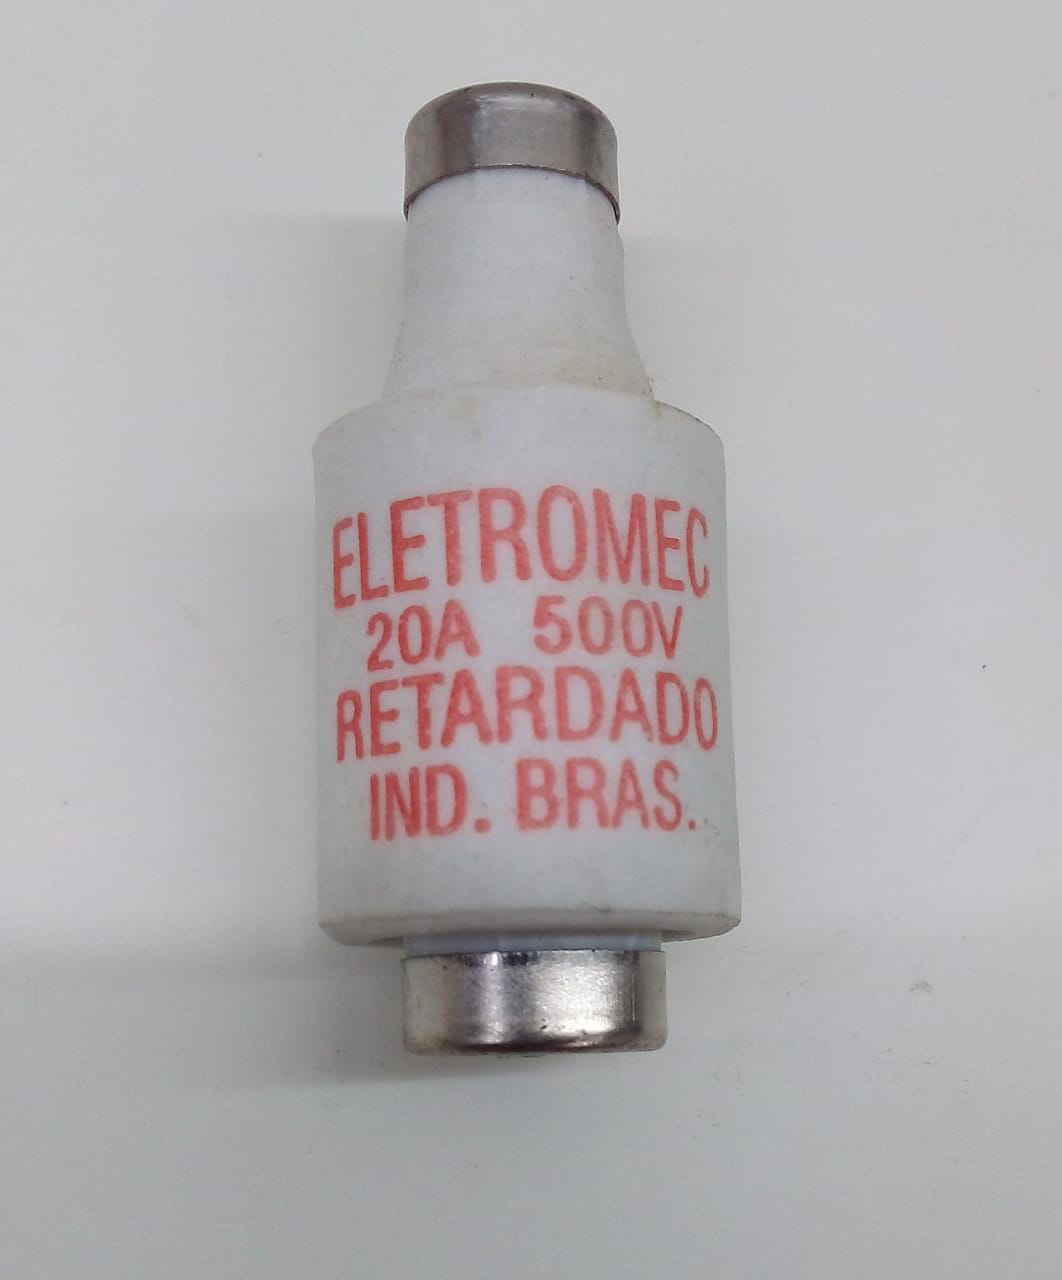 ELETROMEC
20A 500V
RETARDADO
IND. BRAS.